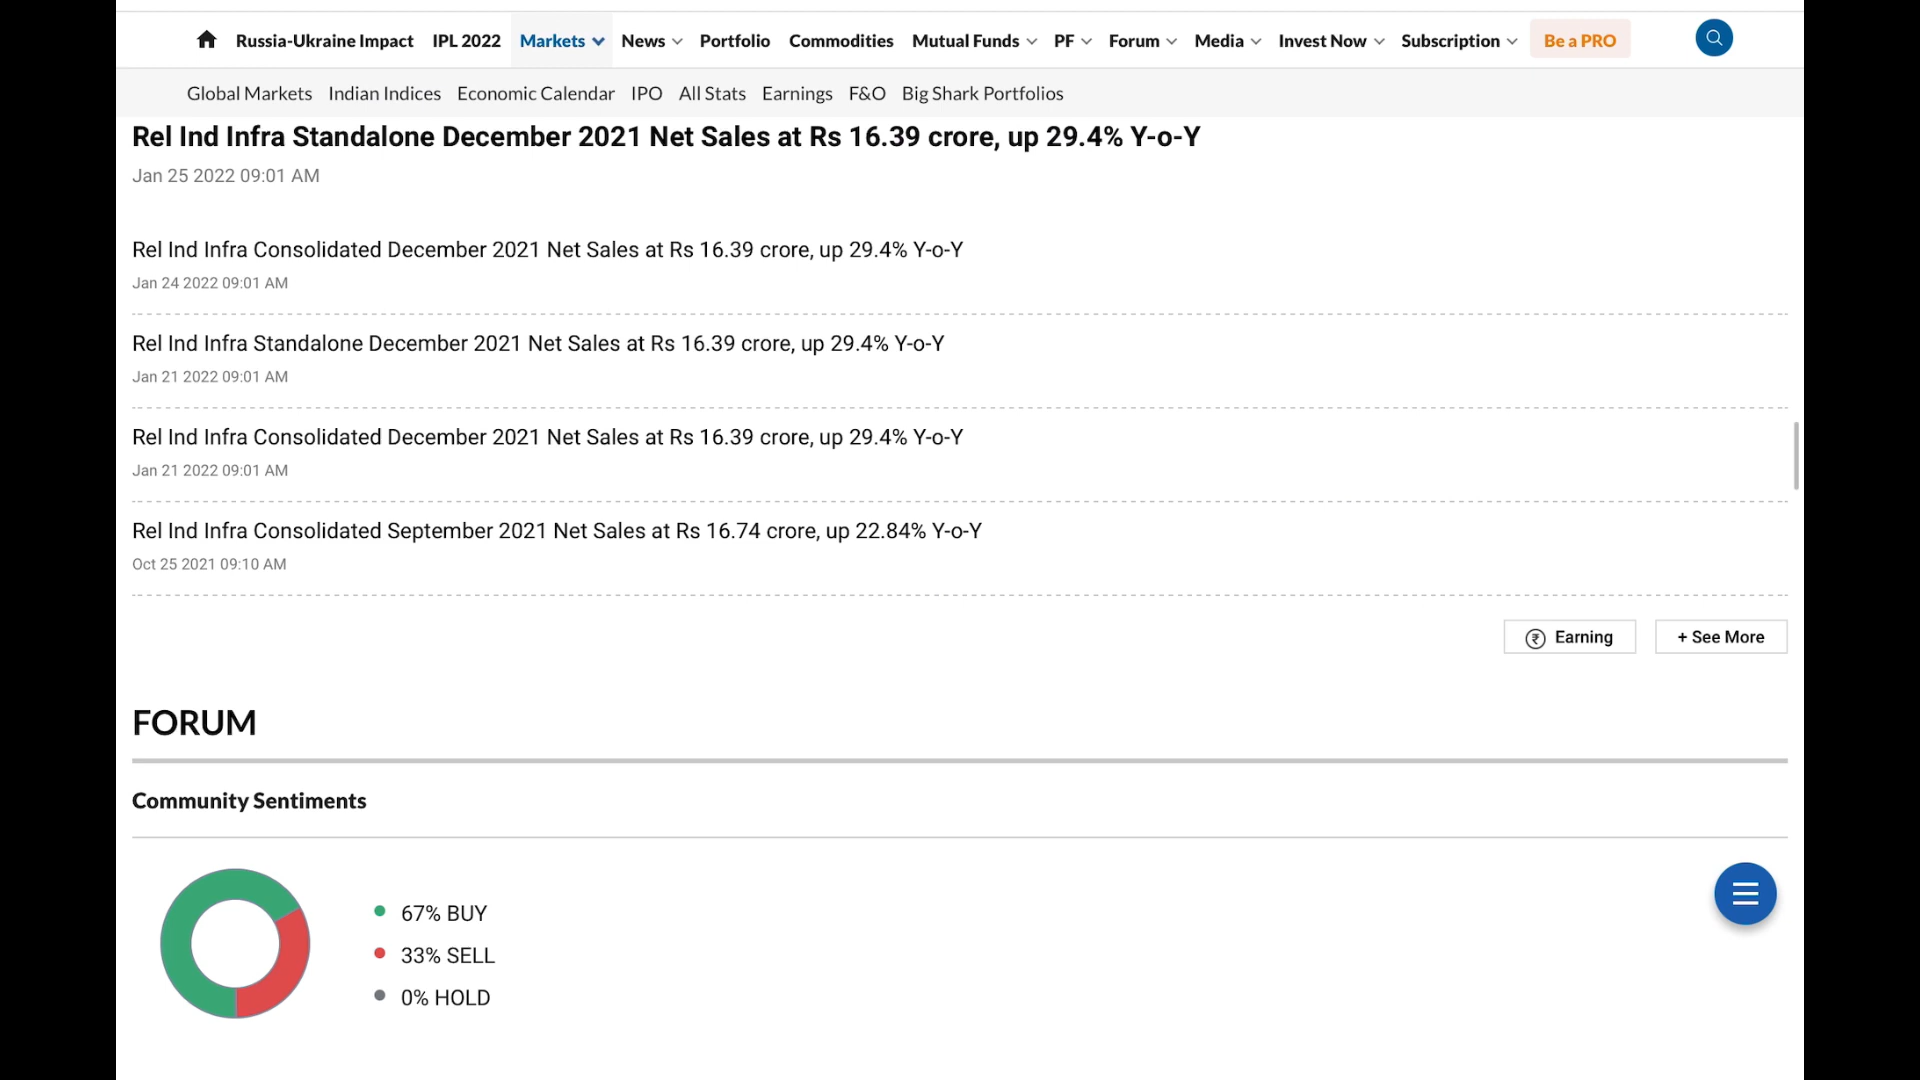 Russia-Ukraine Impact IPL 2022 Markets News Portfolio Commodities Mutual Funds PF Forum Media Invest Now Subscription Be a PRO
Global Markets Indian Indices Economic Calendar IPO All Stats Earnings F&O Big Shark Portfolios
Rel Ind Infra Standalone December 2021 Net Sales at Rs 16.39 crore, up 29.4% Y-o-Y
Jan 25 2022 09:01 AM
Rel Ind Infra Consolidated December 2021 Net Sales at Rs 16.39 crore, up 29.4% Y-o-Y
Jan 24 2022 09:01 AM
Rel Ind Infra Standalone December 2021 Net Sales at Rs 16.39 crore, up 29.4% Y-o-Y
Jan 21 2022 09:01 AM
Rel Ind Infra Consolidated December 2021 Net Sales at Rs 16.39 crore, up 29.4% Y-o-Y
Jan 21 2022 09:01 AM
Rel Ind Infra Consolidated September 2021 Net Sales at Rs 16.74 crore, up 22.84% Y-o-Y
Oct 25 2021 09:10 AM
₹ Earning + See More
FORUM
Community Sentiments
67% BUY
33% SELL
0% HOLD